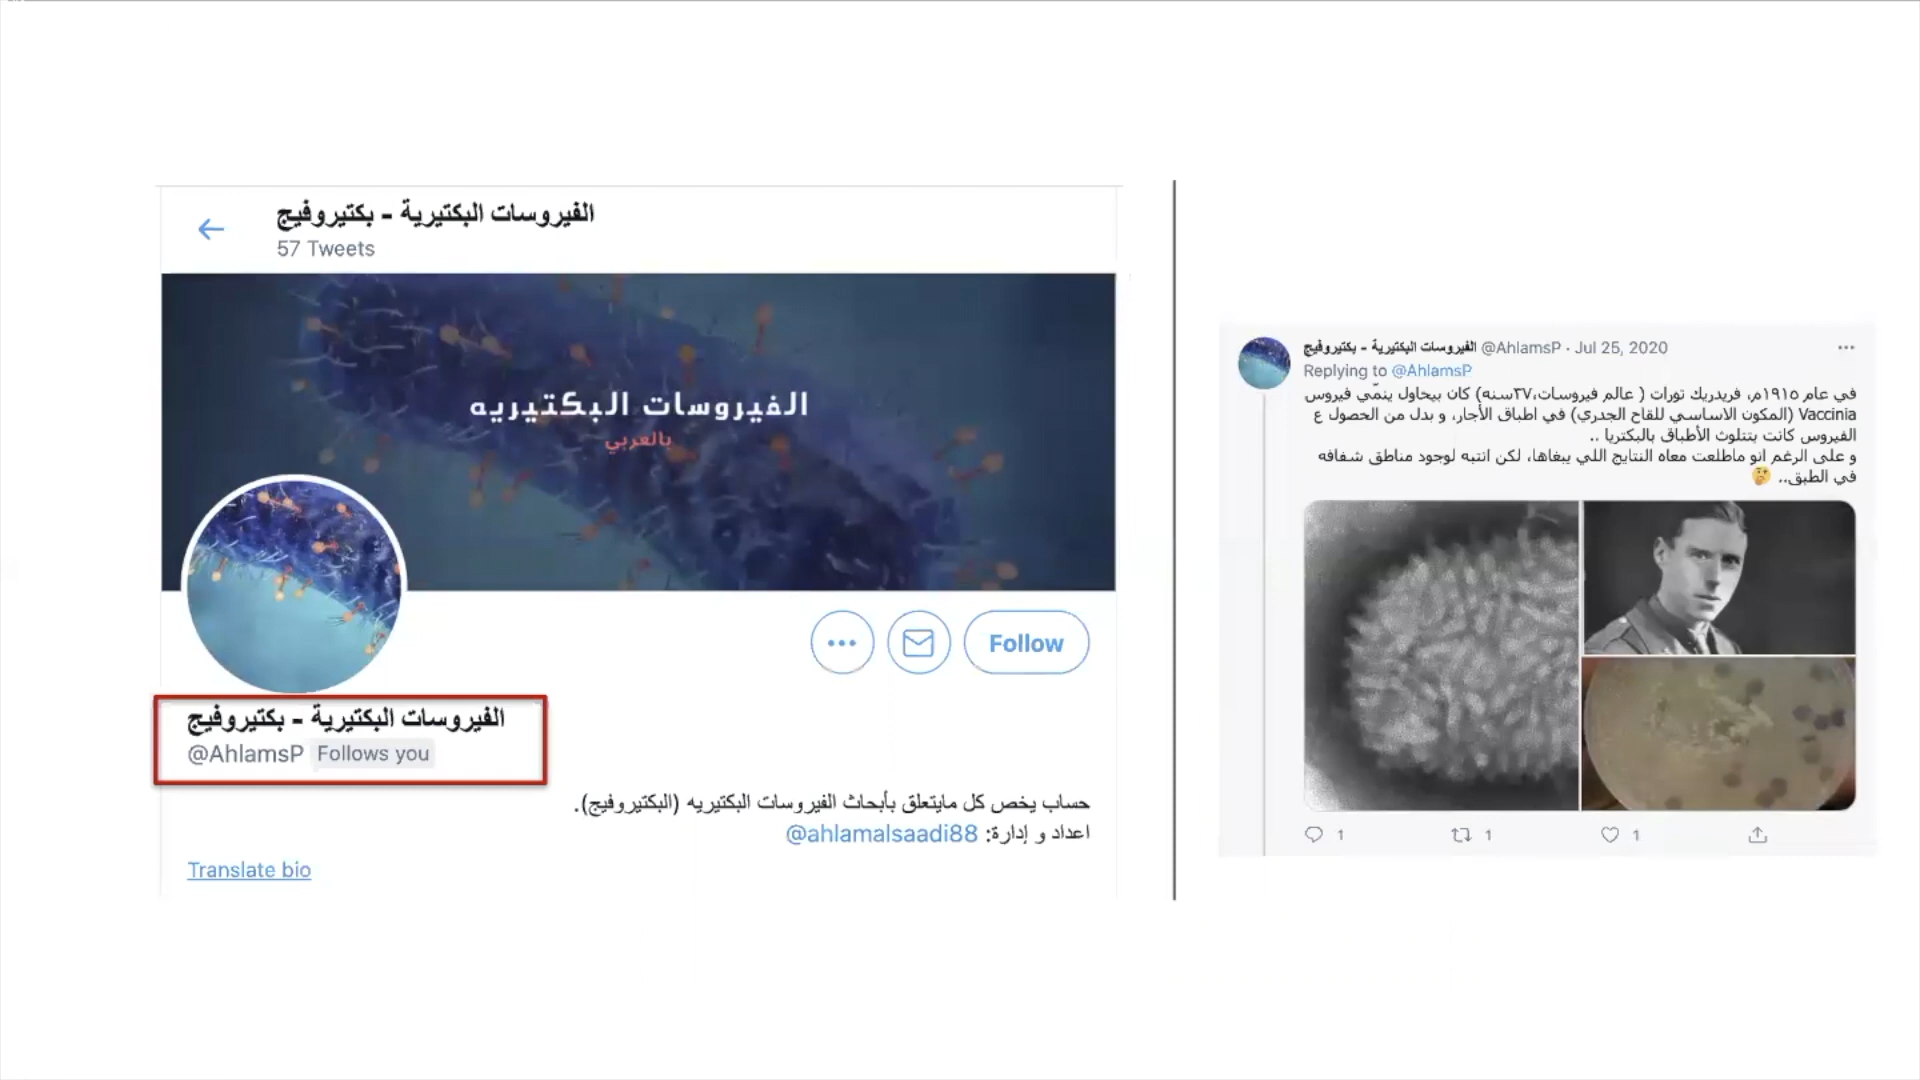 الفيروسات البكتيرية - بكتيروفيج
57 Tweets
الفيروسات البكتيريه
بالعربي
Follow
الفيروسات البكتيرية - بكتيروفيج
@AhlamsP Follows you
حساب يخص كل مايتعلق بأبحاث الفيروسات البكتيريه (البكتيروفيج).
اعداد و إدارة: @ahlamalsaadi88
Translate bio
الفيروسات البكتيرية - بكتيروفيج @AhlamsP · Jul 25, 2020
Replying to @AhlamsP
في عام ١٩١٥م، فريدريك تورات ( عالم فيروسات،٣٧سنه) كان بيحاول ينمّي فيروس
Vaccinia (المكون الاساسي للقاح الجدري) في اطباق الأجار، و بدل من الحصول ع
الفيروس كانت بتتلوث الأطباق بالبكتريا ..
و على الرغم انو ماطلعت معاه النتايج اللي يبغاها، لكن انتبه لوجود مناطق شفافه
في الطبق.. 🤔
1 1 1